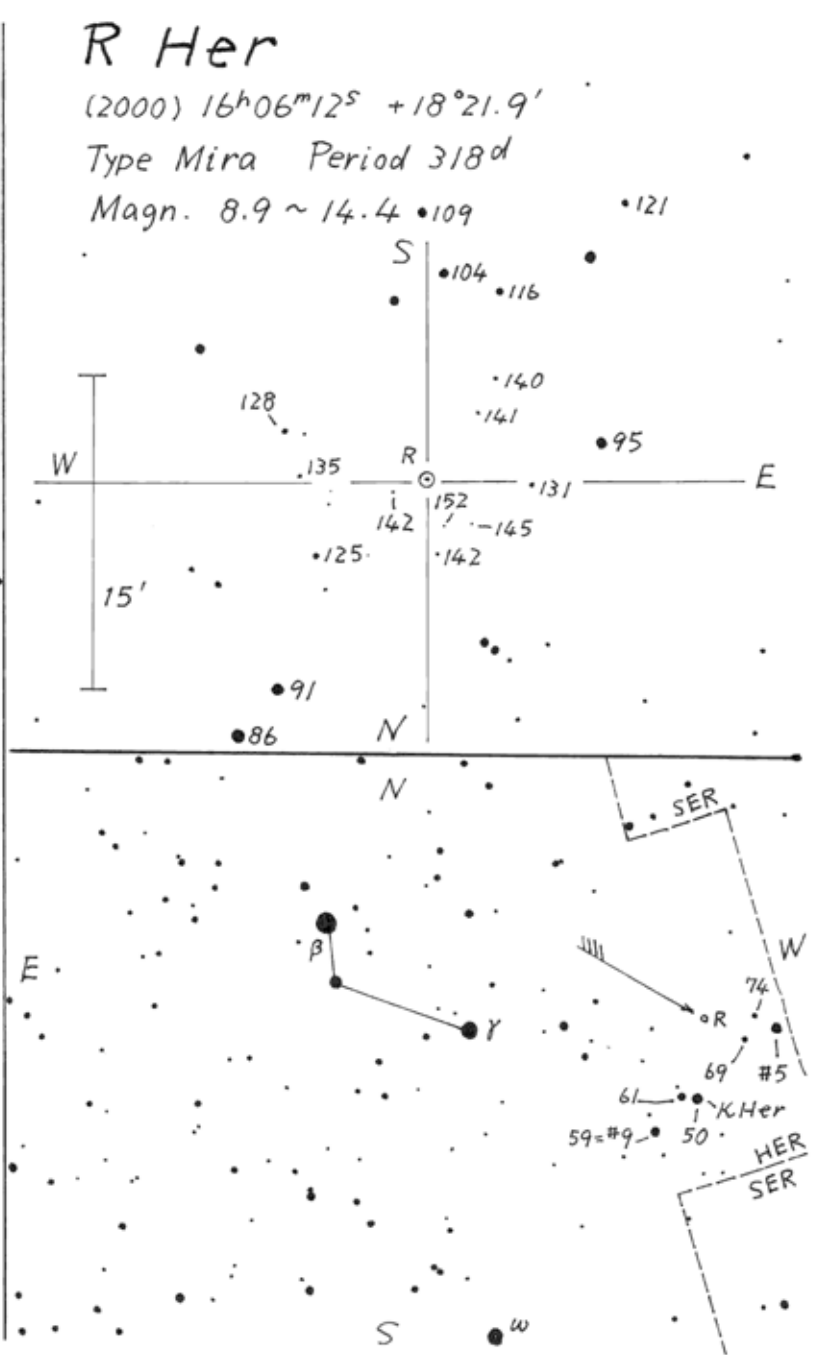 R Her
(2000) 16h06m12s +18°21.9'
Type Mira Period 318d
Magn. 8.9 ~ 14.4
109
121
S
104
116
140
128
141
95
W
135
R
E
131
142
152
145
125
142
15'
91
86
N
N
SER
β
E
W
γ
74
R
69
#5
61
K Her
59=#9
50
HER
SER
S
ω